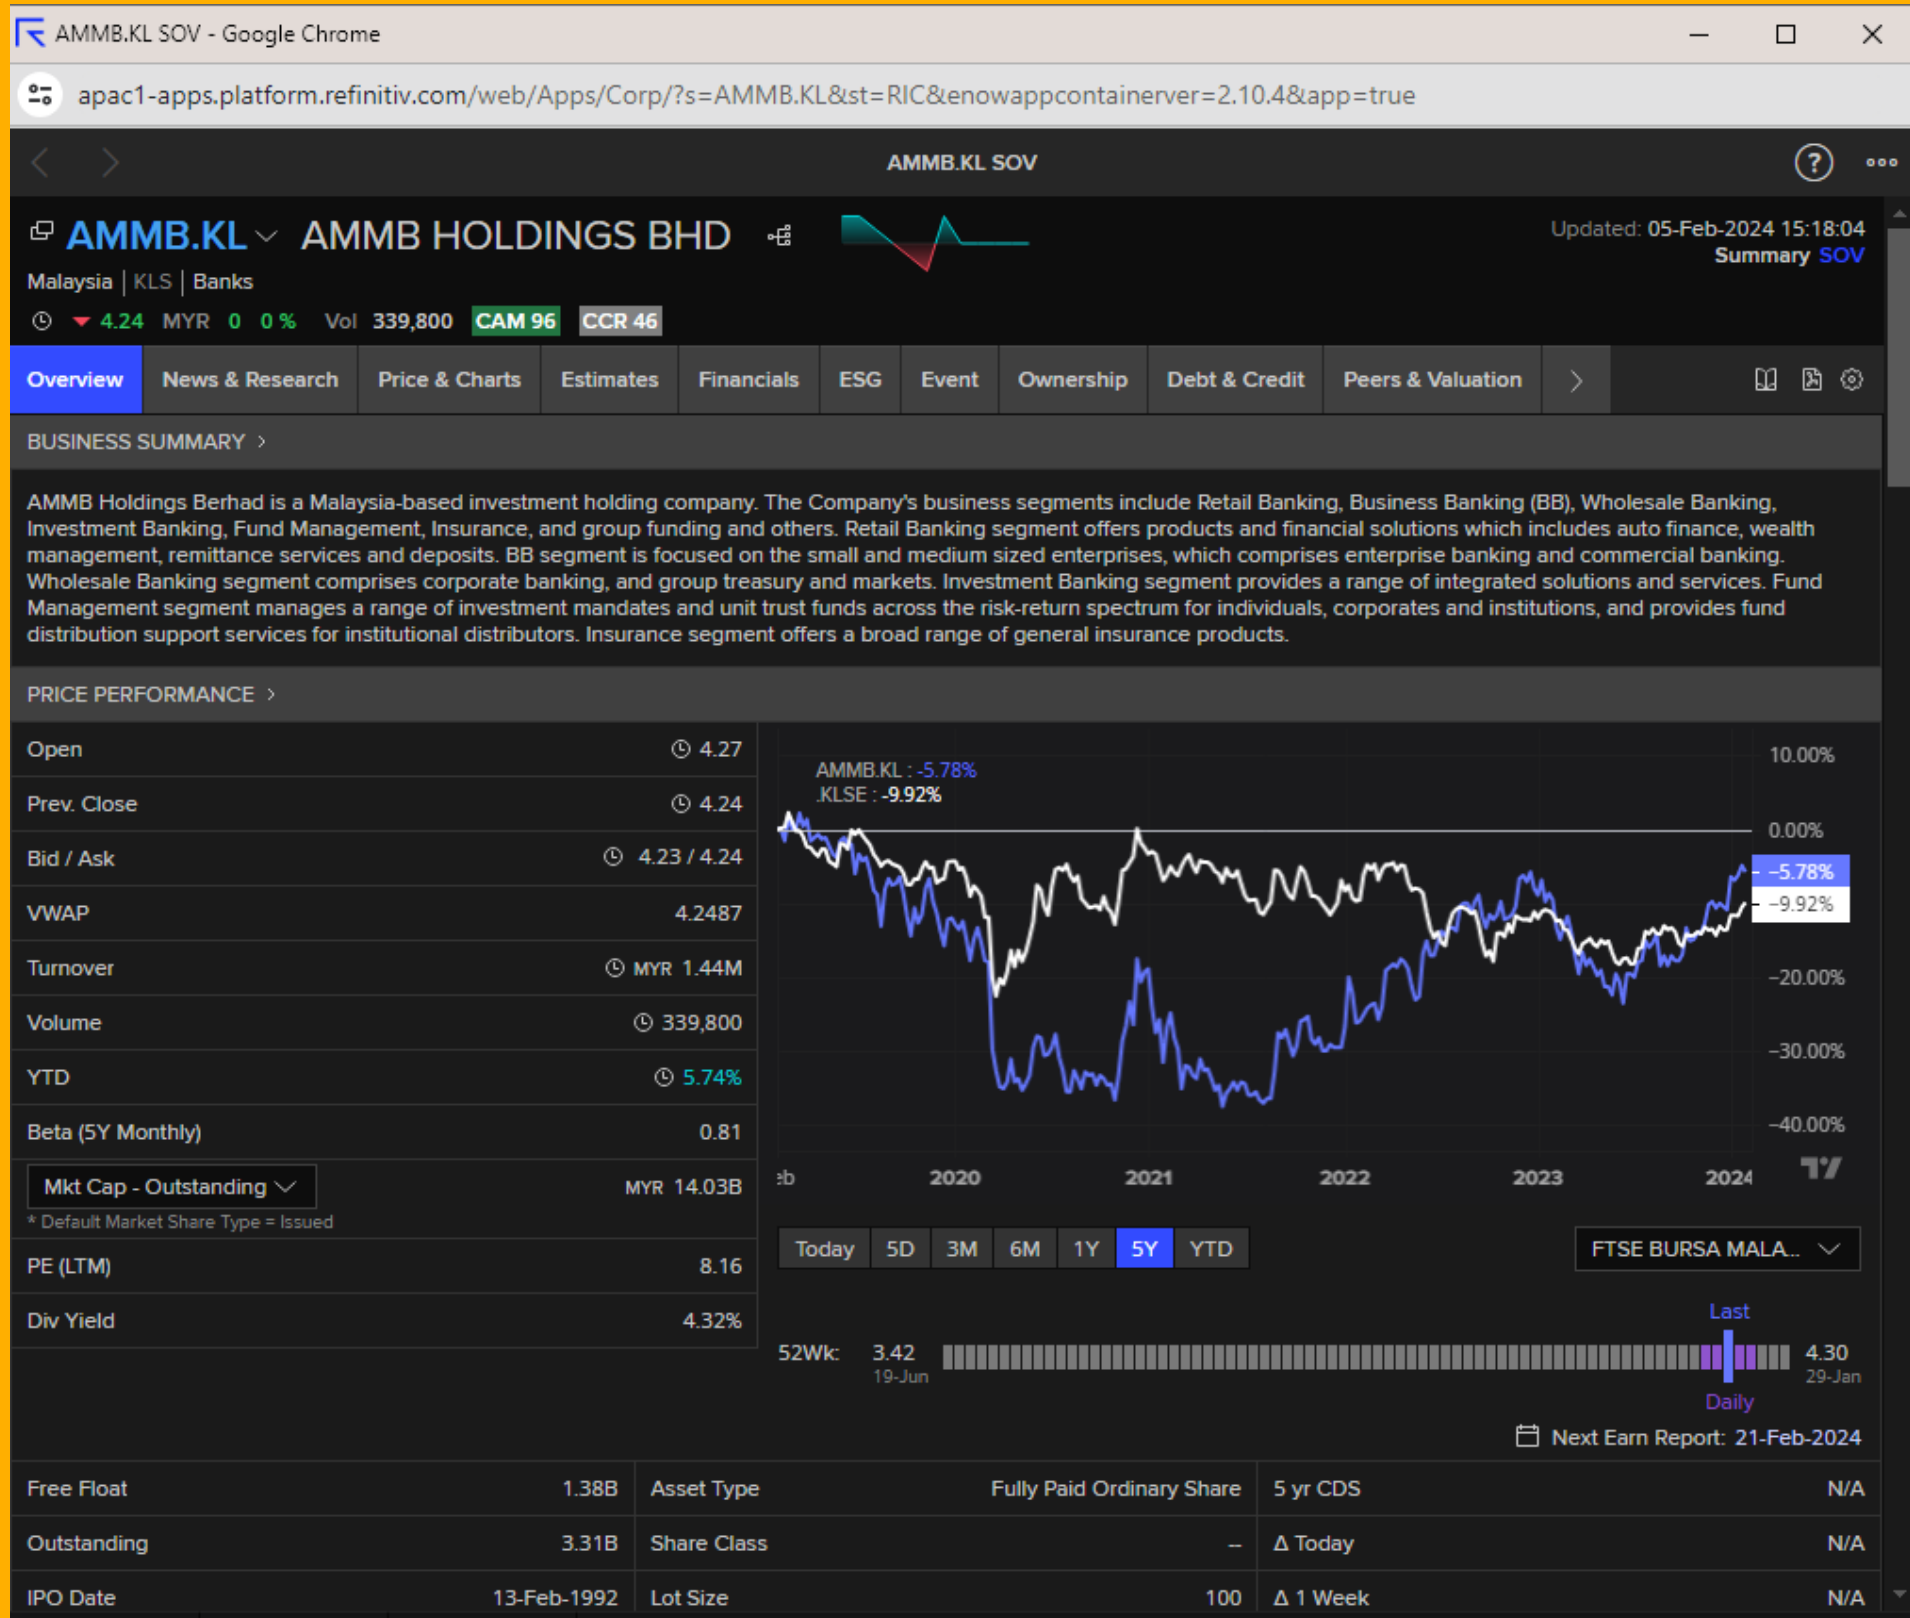 AMMB.KL SOV - Google Chrome
apac1-apps.platform.refinitiv.com/web/Apps/Corp/?s=AMMB.KL&st=RIC&enowappcontainerver=2.10.4&app=true
AMMB.KL SOV
AMMB.KL AMMB HOLDINGS BHD
Updated: 05-Feb-2024 15:18:04
Summary SOV
Malaysia | KLS | Banks
4.24 MYR 0 0 % Vol 339,800 CAM 96 CCR 46
Overview News & Research Price & Charts Estimates Financials ESG Event Ownership Debt & Credit Peers & Valuation
BUSINESS SUMMARY
AMMB Holdings Berhad is a Malaysia-based investment holding company. The Company's business segments include Retail Banking, Business Banking (BB), Wholesale Banking,
Investment Banking, Fund Management, Insurance, and group funding and others. Retail Banking segment offers products and financial solutions which includes auto finance, wealth
management, remittance services and deposits. BB segment is focused on the small and medium sized enterprises, which comprises enterprise banking and commercial banking.
Wholesale Banking segment comprises corporate banking, and group treasury and markets. Investment Banking segment provides a range of integrated solutions and services. Fund
Management segment manages a range of investment mandates and unit trust funds across the risk-return spectrum for individuals, corporates and institutions, and provides fund
distribution support services for institutional distributors. Insurance segment offers a broad range of general insurance products.
PRICE PERFORMANCE
Open 4.27
Prev. Close 4.24
Bid / Ask 4.23 / 4.24
VWAP 4.2487
Turnover MYR 1.44M
Volume 339,800
YTD 5.74%
Beta (5Y Monthly) 0.81
Mkt Cap - Outstanding MYR 14.03B
* Default Market Share Type = Issued
PE (LTM) 8.16
Div Yield 4.32%
AMMB.KL : -5.78%
.KLSE : -9.92%
10.00%
0.00%
−5.78%
−9.92%
−20.00%
−30.00%
−40.00%
eb 2020 2021 2022 2023 2024
Today 5D 3M 6M 1Y 5Y YTD
FTSE BURSA MALA...
Last
52Wk: 3.42 4.30
19-Jun 29-Jan
Daily
Next Earn Report: 21-Feb-2024
Free Float 1.38B Asset Type Fully Paid Ordinary Share 5 yr CDS N/A
Outstanding 3.31B Share Class -- Δ Today N/A
IPO Date 13-Feb-1992 Lot Size 100 Δ 1 Week N/A